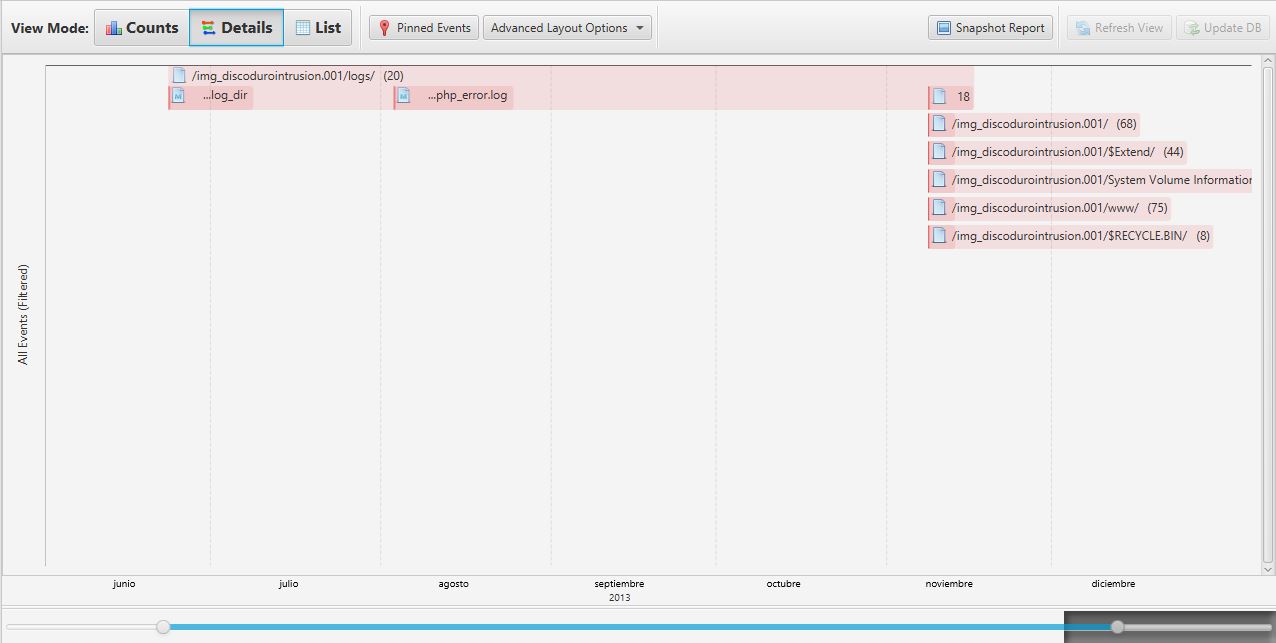 View Mode: Counts Details List Pinned Events Advanced Layout Options Snapshot Report Refresh View Update DB
/img_discodurointrusion.001/logs/ (20)
...log_dir ...php_error.log 18
/img_discodurointrusion.001/ (68)
/img_discodurointrusion.001/$Extend/ (44)
/img_discodurointrusion.001/System Volume Information
/img_discodurointrusion.001/www/ (75)
/img_discodurointrusion.001/$RECYCLE.BIN/ (8)
All Events (Filtered)
junio julio agosto septiembre octubre noviembre diciembre
2013